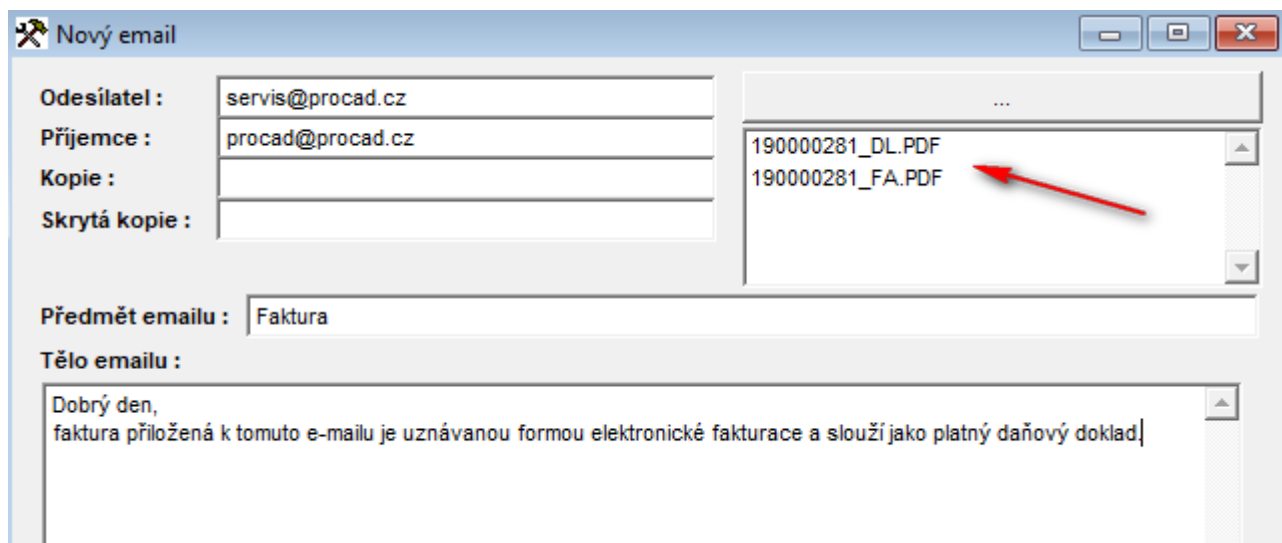 Nový email
Odesílatel :
servis@procad.cz
...
Příjemce :
procad@procad.cz
190000281_DL.PDF
Kopie :
190000281_FA.PDF
Skrytá kopie :
Předmět emailu :
Faktura
Tělo emailu :
Dobrý den,
faktura přiložená k tomuto e-mailu je uznávanou formou elektronické fakturace a slouží jako platný daňový doklad.